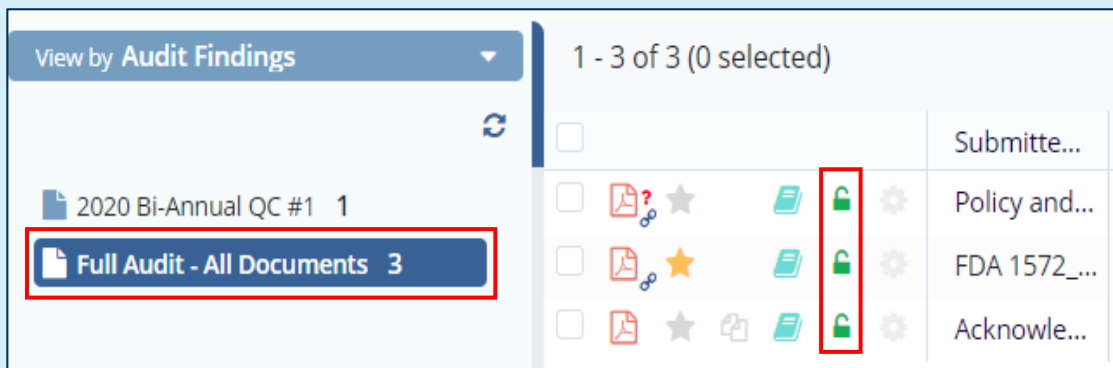 View by Audit Findings
2020 Bi-Annual QC #1 1
Full Audit - All Documents 3
1 - 3 of 3 (0 selected)
Submitte...
? Policy and...
FDA 1572_...
Acknowle...